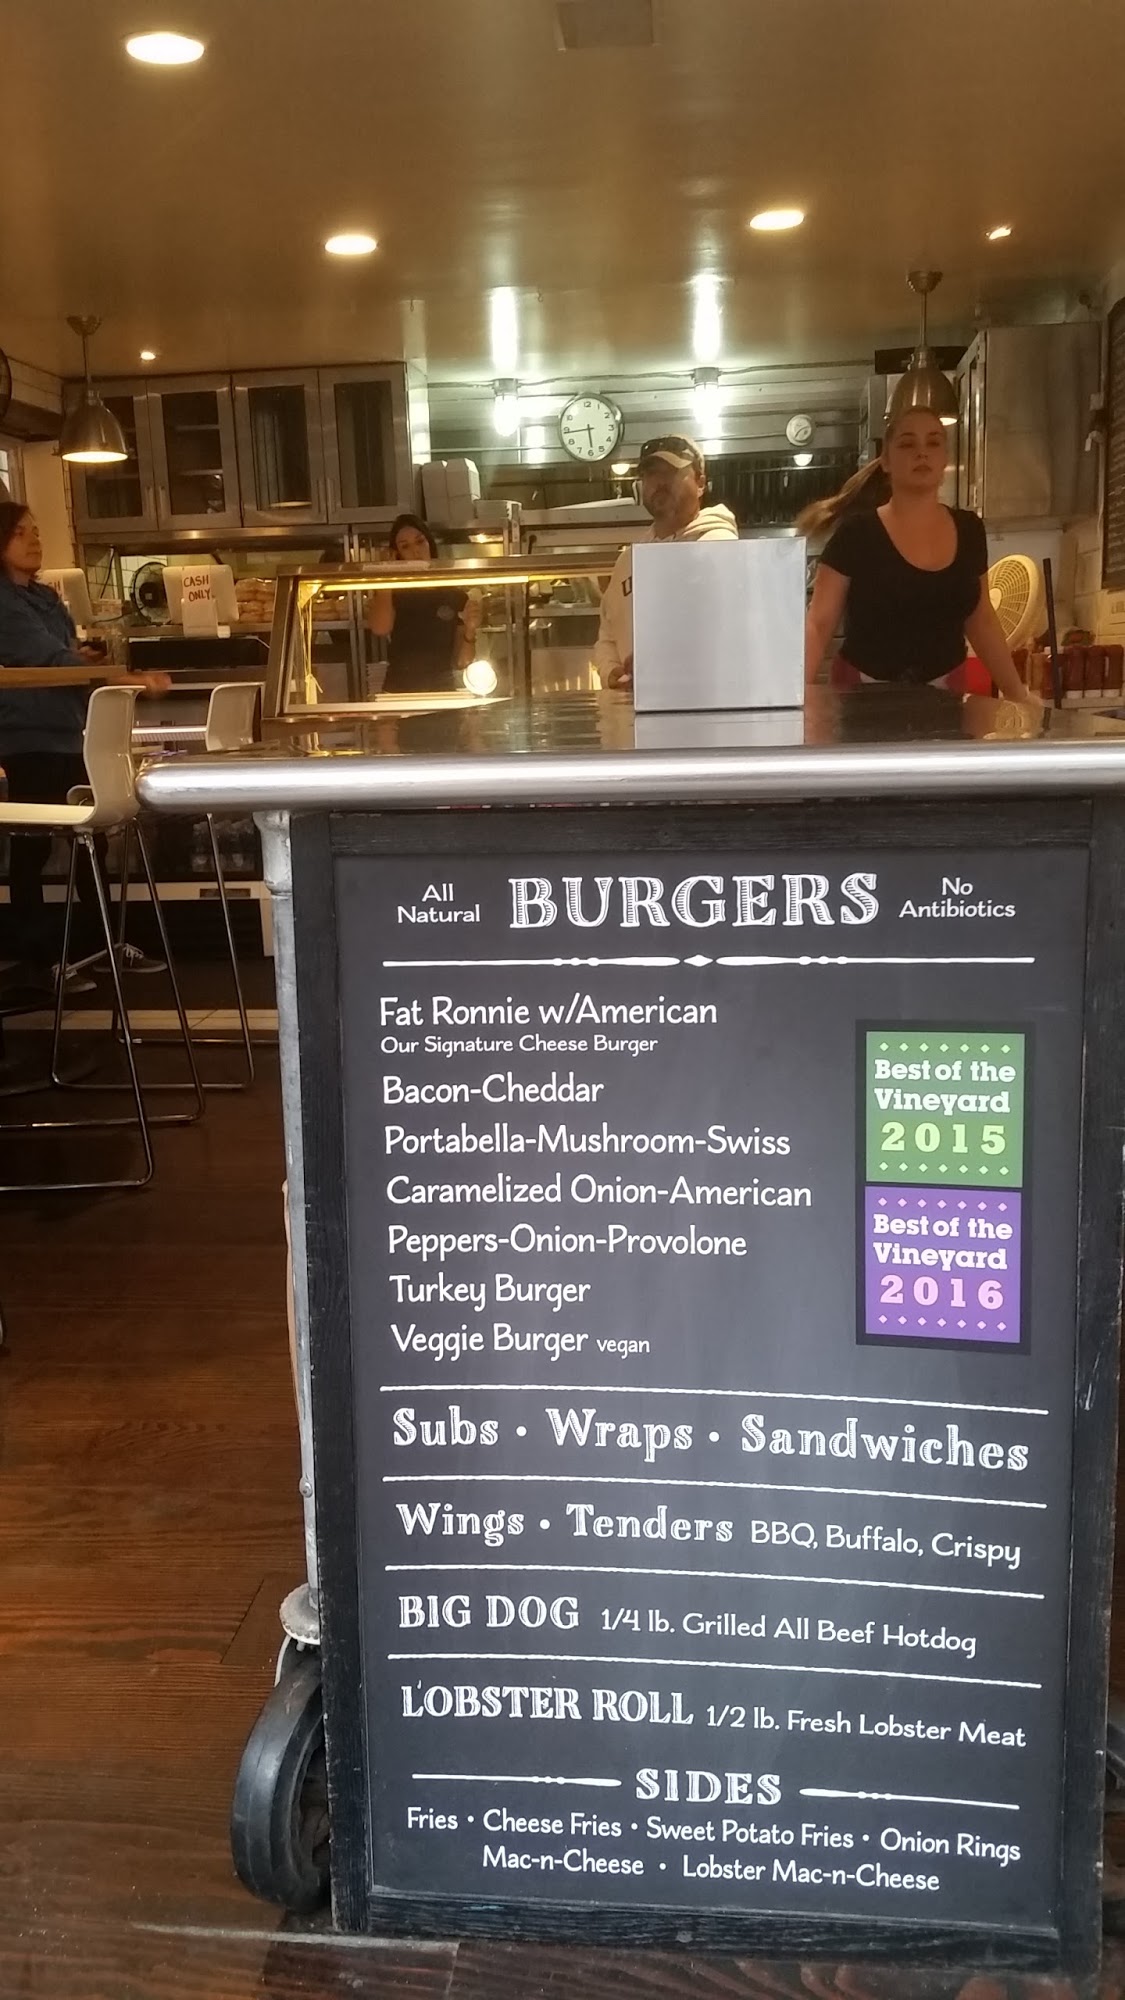 CASH
ONLY
All
Natural
BURGERS
No
Antibiotics
Fat Ronnie w/American
Our Signature Cheese Burger
Bacon-Cheddar
Portabella-Mushroom-Swiss
Caramelized Onion-American
Peppers-Onion-Provolone
Turkey Burger
Veggie Burger vegan
Best of the
Vineyard
2015
Best of the
Vineyard
2016
Subs • Wraps • Sandwiches
Wings • Tenders BBQ, Buffalo, Crispy
BIG DOG 1/4 lb. Grilled All Beef Hotdog
LOBSTER ROLL 1/2 lb. Fresh Lobster Meat
SIDES
Fries • Cheese Fries • Sweet Potato Fries • Onion Rings
Mac-n-Cheese • Lobster Mac-n-Cheese